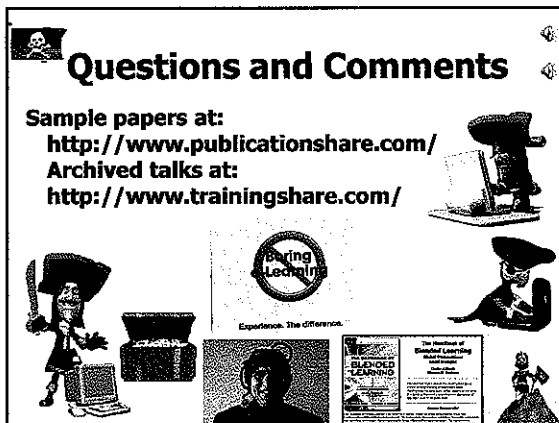 Questions and Comments
Sample papers at:
http://www.publicationshare.com/
Archived talks at:
http://www.trainingshare.com/
Boring
Learning
Experience. The difference.
The Handbook of
Blended Learning
BLENDED
LEARNING